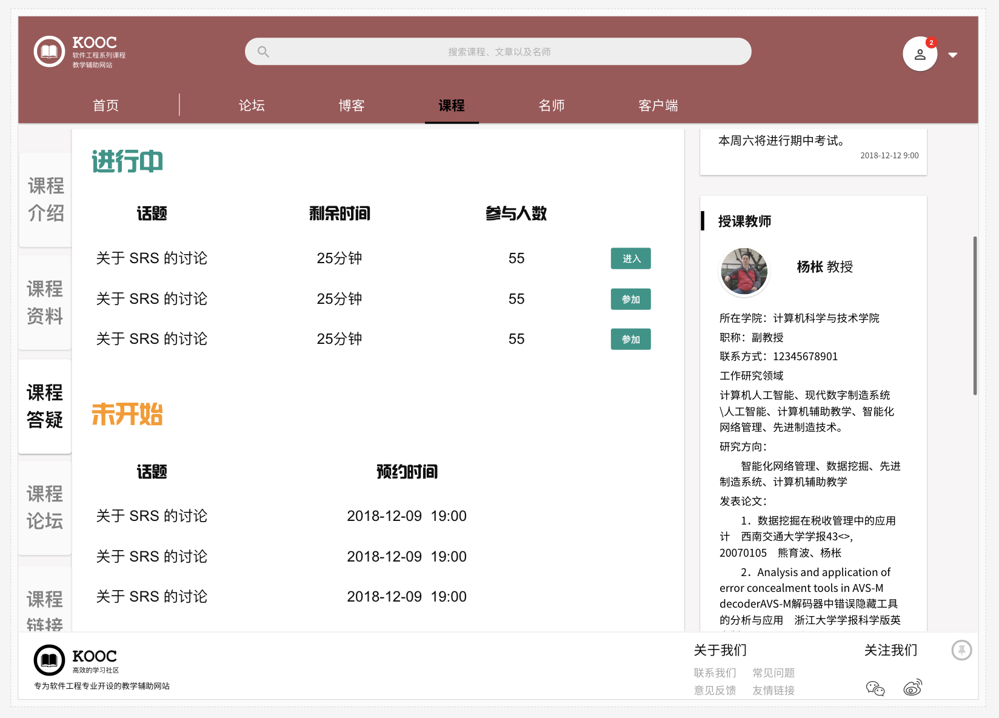 KOOC
软件工程系列课程
教学辅助网站
搜索课程、文章以及名师
2
首页
论坛
博客
课程
名师
客户端
课程
介绍
课程
资料
课程
答疑
课程
论坛
课程
链接
进行中
话题 剩余时间 参与人数
关于 SRS 的讨论 25分钟 55 进入
关于 SRS 的讨论 25分钟 55 参加
关于 SRS 的讨论 25分钟 55 参加
未开始
话题 预约时间
关于 SRS 的讨论 2018-12-09 19:00
关于 SRS 的讨论 2018-12-09 19:00
关于 SRS 的讨论 2018-12-09 19:00
本周六将进行期中考试。
2018-12-12 9:00
授课教师
杨枨 教授
所在学院：计算机科学与技术学院
职称：副教授
联系方式：12345678901
工作研究领域
计算机人工智能、现代数字制造系统
\人工智能、计算机辅助教学、智能化
网络管理、先进制造技术。
研究方向：
智能化网络管理、数据挖掘、先进
制造系统、计算机辅助教学
发表论文：
1．数据挖掘在税收管理中的应用
计 西南交通大学学报43<>,
20070105 熊育波、杨枨
2．Analysis and application of
error concealment tools in AVS-M
decoderAVS-M解码器中错误隐藏工具
的分析与应用 浙江大学学报科学版英
KOOC
高效的学习社区
专为软件工程专业开设的教学辅助网站
关于我们
联系我们 常见问题
意见反馈 友情链接
关注我们